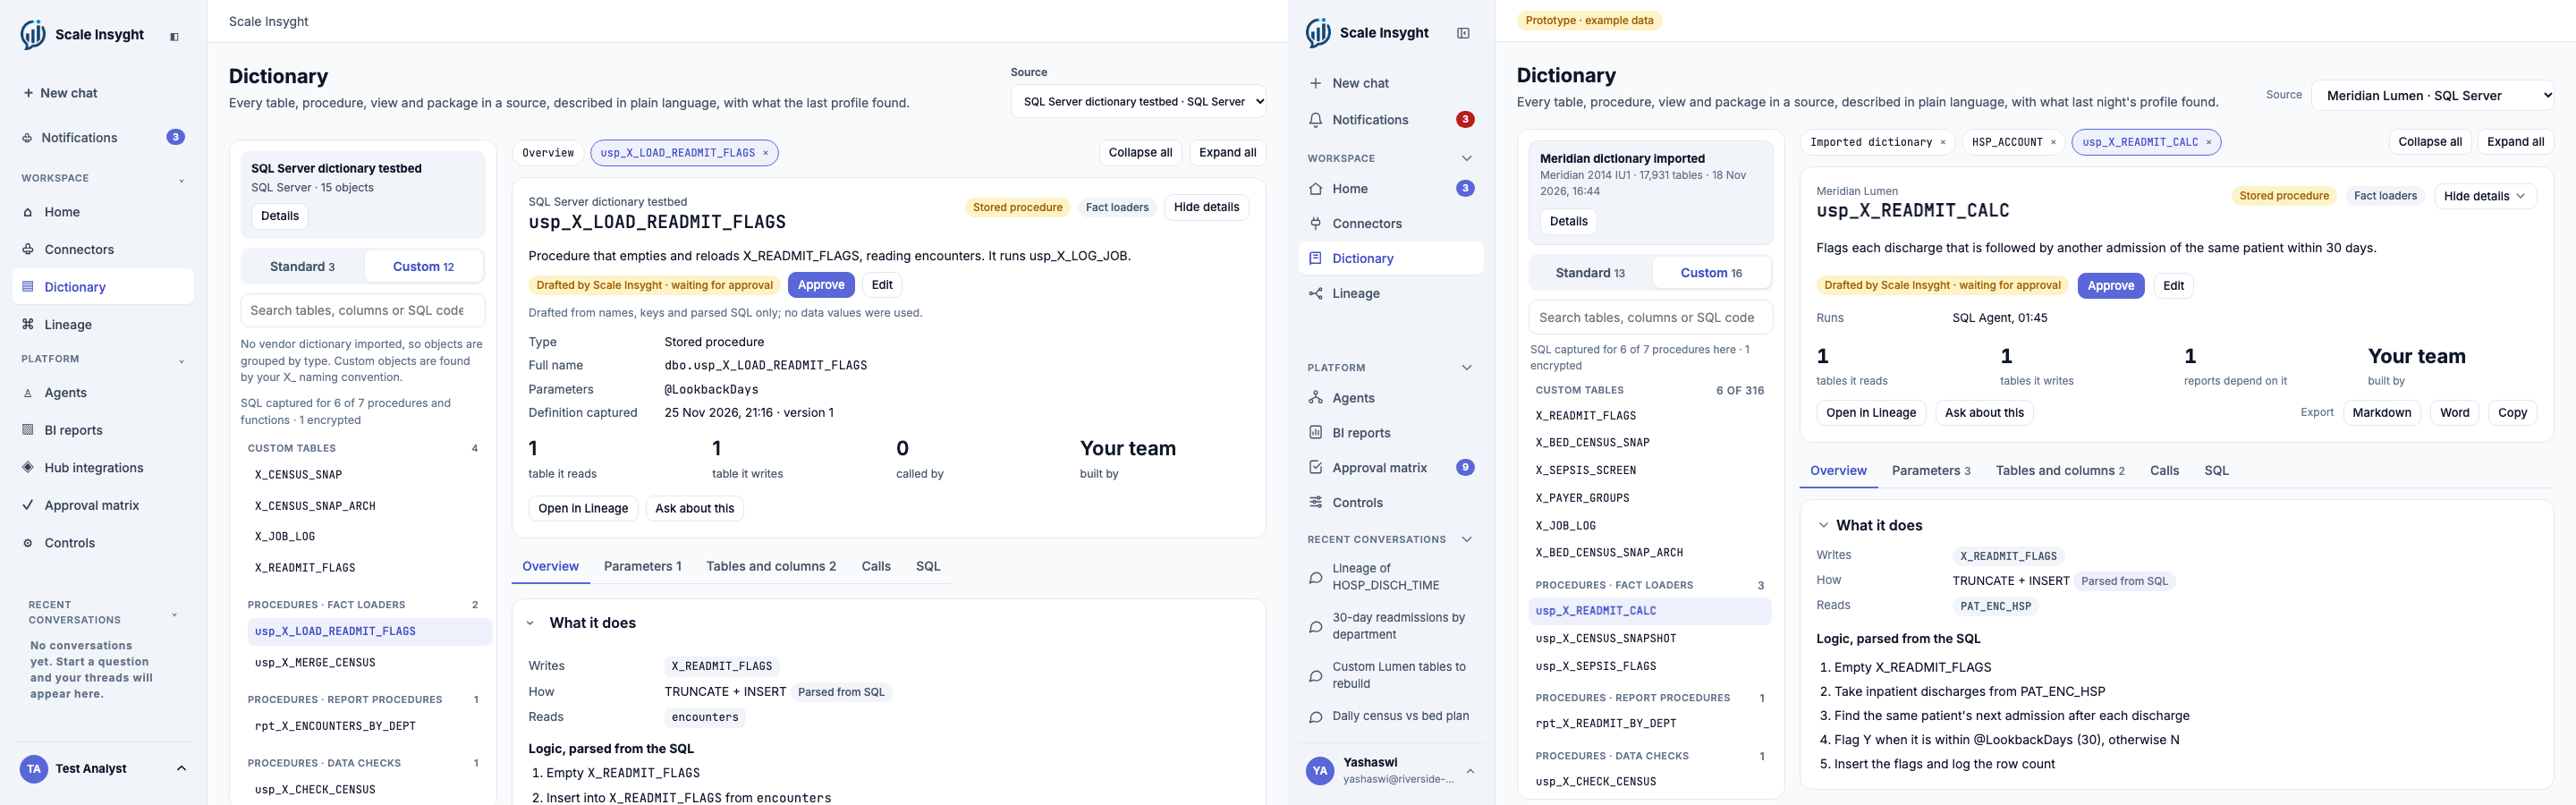 Scale Insyght
+ New chat
Notifications 3
WORKSPACE
Home
Connectors
Dictionary
Lineage
PLATFORM
Agents
BI reports
Hub integrations
Approval matrix
Controls
RECENT
CONVERSATIONS
No conversations
yet. Start a question
and your threads will
appear here.
TA Test Analyst
Scale Insyght
Dictionary
Every table, procedure, view and package in a source, described in plain language, with what the last profile found.
Source
SQL Server dictionary testbed · SQL Server
SQL Server dictionary testbed
SQL Server · 15 objects
Details
Standard 3 Custom 12
Search tables, columns or SQL code
No vendor dictionary imported, so objects are
grouped by type. Custom objects are found
by your X_ naming convention.
SQL captured for 6 of 7 procedures and
functions · 1 encrypted
CUSTOM TABLES 4
X_CENSUS_SNAP
X_CENSUS_SNAP_ARCH
X_JOB_LOG
X_READMIT_FLAGS
PROCEDURES · FACT LOADERS 2
usp_X_LOAD_READMIT_FLAGS
usp_X_MERGE_CENSUS
PROCEDURES · REPORT PROCEDURES 1
rpt_X_ENCOUNTERS_BY_DEPT
PROCEDURES · DATA CHECKS 1
usp_X_CHECK_CENSUS
Overview usp_X_LOAD_READMIT_FLAGS × Collapse all Expand all
SQL Server dictionary testbed
usp_X_LOAD_READMIT_FLAGS
Stored procedure Fact loaders Hide details
Procedure that empties and reloads X_READMIT_FLAGS, reading encounters. It runs usp_X_LOG_JOB.
Drafted by Scale Insyght · waiting for approval Approve Edit
Drafted from names, keys and parsed SQL only; no data values were used.
Type Stored procedure
Full name dbo.usp_X_LOAD_READMIT_FLAGS
Parameters @LookbackDays
Definition captured 25 Nov 2026, 21:16 · version 1
1 1 0 Your team
table it reads table it writes called by built by
Open in Lineage Ask about this
Overview Parameters 1 Tables and columns 2 Calls SQL
What it does
Writes X_READMIT_FLAGS
How TRUNCATE + INSERT Parsed from SQL
Reads encounters
Logic, parsed from the SQL
1. Empty X_READMIT_FLAGS
2. Insert into X_READMIT_FLAGS from encounters
Scale Insyght
New chat
Notifications 3
WORKSPACE
Home 3
Connectors
Dictionary
Lineage
PLATFORM
Agents
BI reports
Approval matrix 9
Controls
RECENT CONVERSATIONS
Lineage of
HOSP_DISCH_TIME
30-day readmissions by
department
Custom Lumen tables to
rebuild
Daily census vs bed plan
YA Yashaswi
yashaswi@riverside-...
Prototype · example data
Dictionary
Every table, procedure, view and package in a source, described in plain language, with what last night's profile found.
Source Meridian Lumen · SQL Server
Meridian dictionary imported
Meridian 2014 IU1 · 17,931 tables · 18 Nov
2026, 16:44
Details
Standard 13 Custom 16
Search tables, columns or SQL code
SQL captured for 6 of 7 procedures here · 1
encrypted
CUSTOM TABLES 6 OF 316
X_READMIT_FLAGS
X_BED_CENSUS_SNAP
X_SEPSIS_SCREEN
X_PAYER_GROUPS
X_JOB_LOG
X_BED_CENSUS_SNAP_ARCH
PROCEDURES · FACT LOADERS 3
usp_X_READMIT_CALC
usp_X_CENSUS_SNAPSHOT
usp_X_SEPSIS_FLAGS
PROCEDURES · REPORT PROCEDURES 1
rpt_X_READMIT_BY_DEPT
PROCEDURES · DATA CHECKS 1
usp_X_CHECK_CENSUS
Imported dictionary × HSP_ACCOUNT × usp_X_READMIT_CALC × Collapse all Expand all
Meridian Lumen
usp_X_READMIT_CALC
Stored procedure Fact loaders Hide details
Flags each discharge that is followed by another admission of the same patient within 30 days.
Drafted by Scale Insyght · waiting for approval Approve Edit
Runs SQL Agent, 01:45
1 1 1 Your team
tables it reads tables it writes reports depend on it built by
Open in Lineage Ask about this Export Markdown Word Copy
Overview Parameters 3 Tables and columns 2 Calls SQL
What it does
Writes X_READMIT_FLAGS
How TRUNCATE + INSERT Parsed from SQL
Reads PAT_ENC_HSP
Logic, parsed from the SQL
1. Empty X_READMIT_FLAGS
2. Take inpatient discharges from PAT_ENC_HSP
3. Find the same patient's next admission after each discharge
4. Flag Y when it is within @LookbackDays (30), otherwise N
5. Insert the flags and log the row count